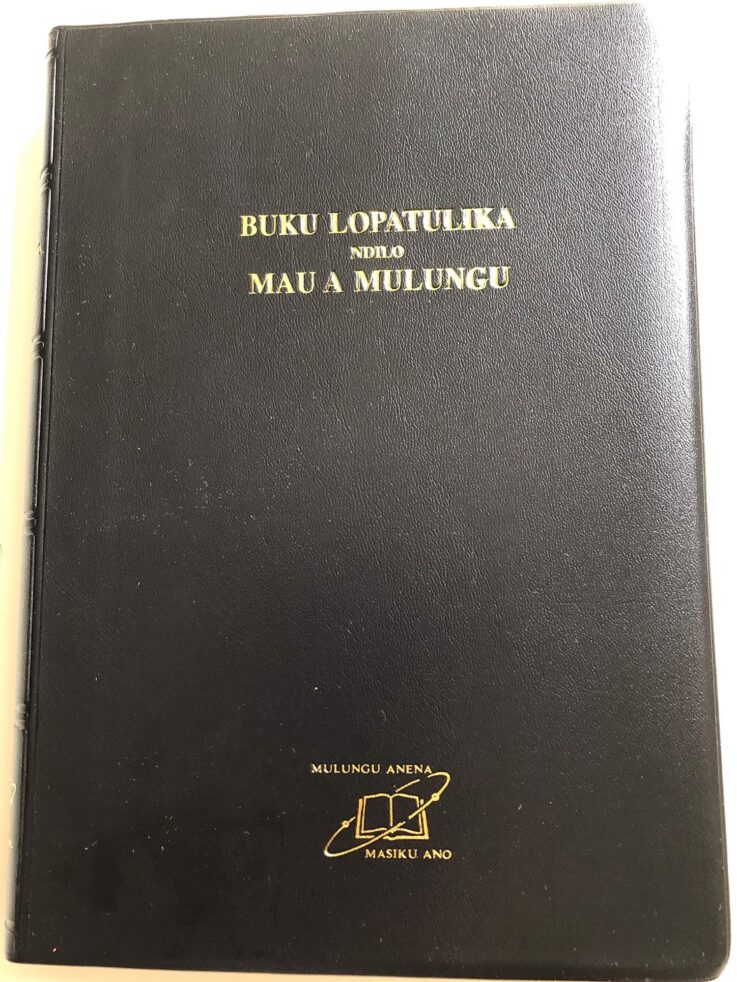 BUKU LOPATULIKA
NDILO
MAU A MULUNGU
MULUNGU ANENA
MASIKU ANO